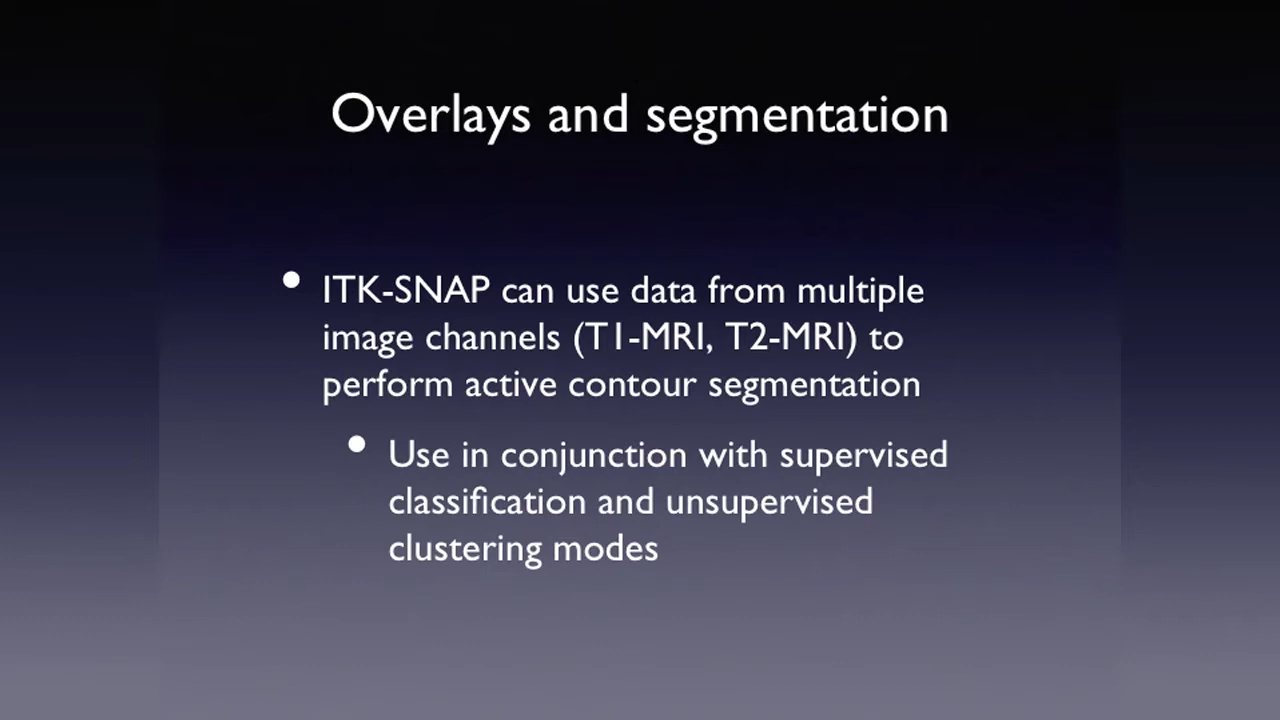 Overlays and segmentation
• ITK-SNAP can use data from multiple
image channels (T1-MRI, T2-MRI) to
perform active contour segmentation
• Use in conjunction with supervised
classification and unsupervised
clustering modes